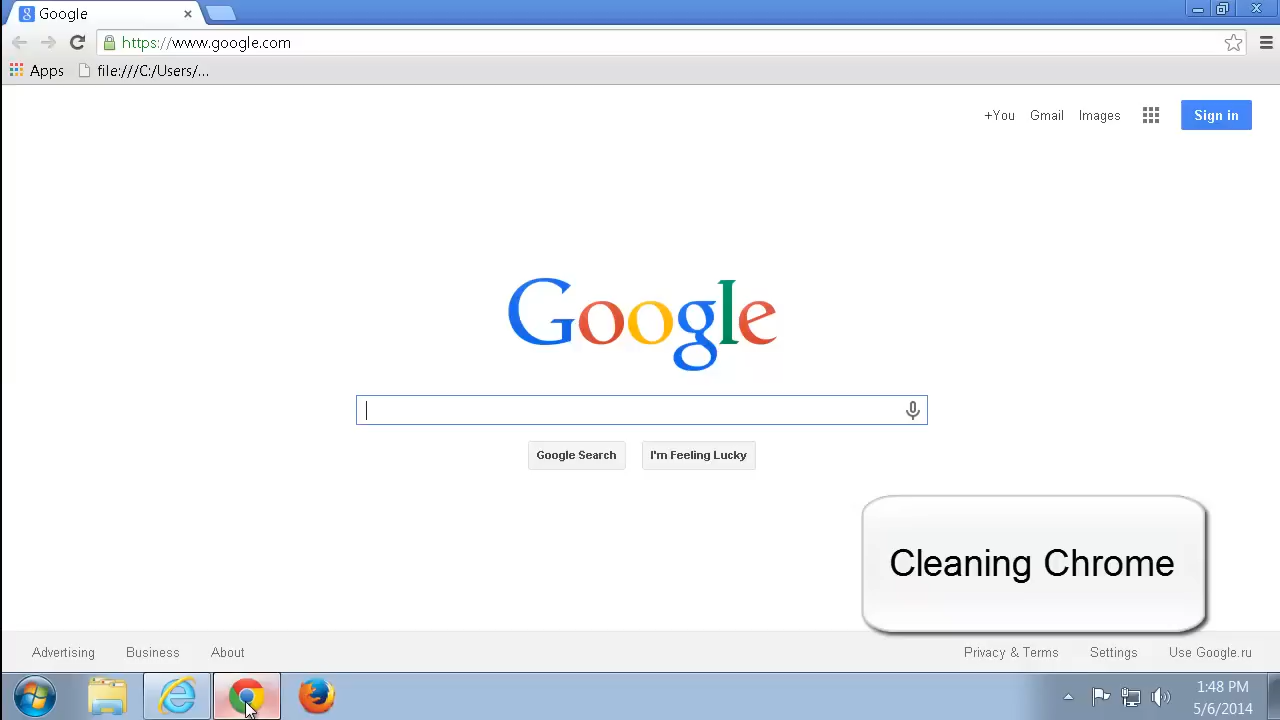 Google
https://www.google.com
Apps file:///C:/Users/...
+You Gmail Images Sign in
Google
Google Search I'm Feeling Lucky
Cleaning Chrome
Advertising Business About Privacy & Terms Settings Use Google.ru
1:48 PM
5/6/2014